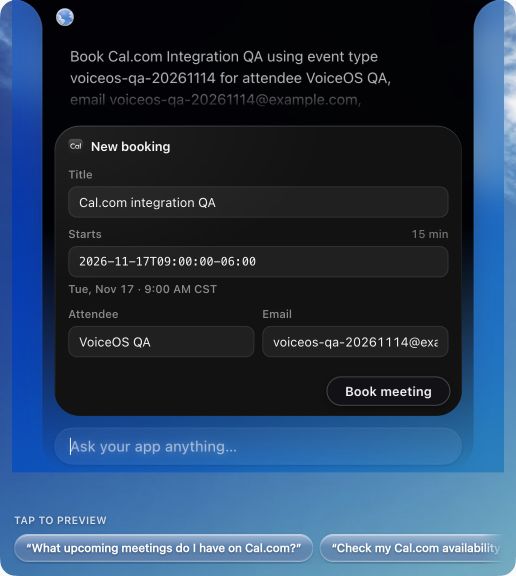 Book Cal.com Integration QA using event type
voiceos-qa-20261114 for attendee VoiceOS QA,
email voiceos-qa-20261114@example.com,
Cal New booking
Title
Cal.com integration QA
Starts 15 min
2026-11-17T09:00:00-06:00
Tue, Nov 17 · 9:00 AM CST
Attendee Email
VoiceOS QA voiceos-qa-20261114@exa
Book meeting
Ask your app anything...
TAP TO PREVIEW
“What upcoming meetings do I have on Cal.com?” “Check my Cal.com availability